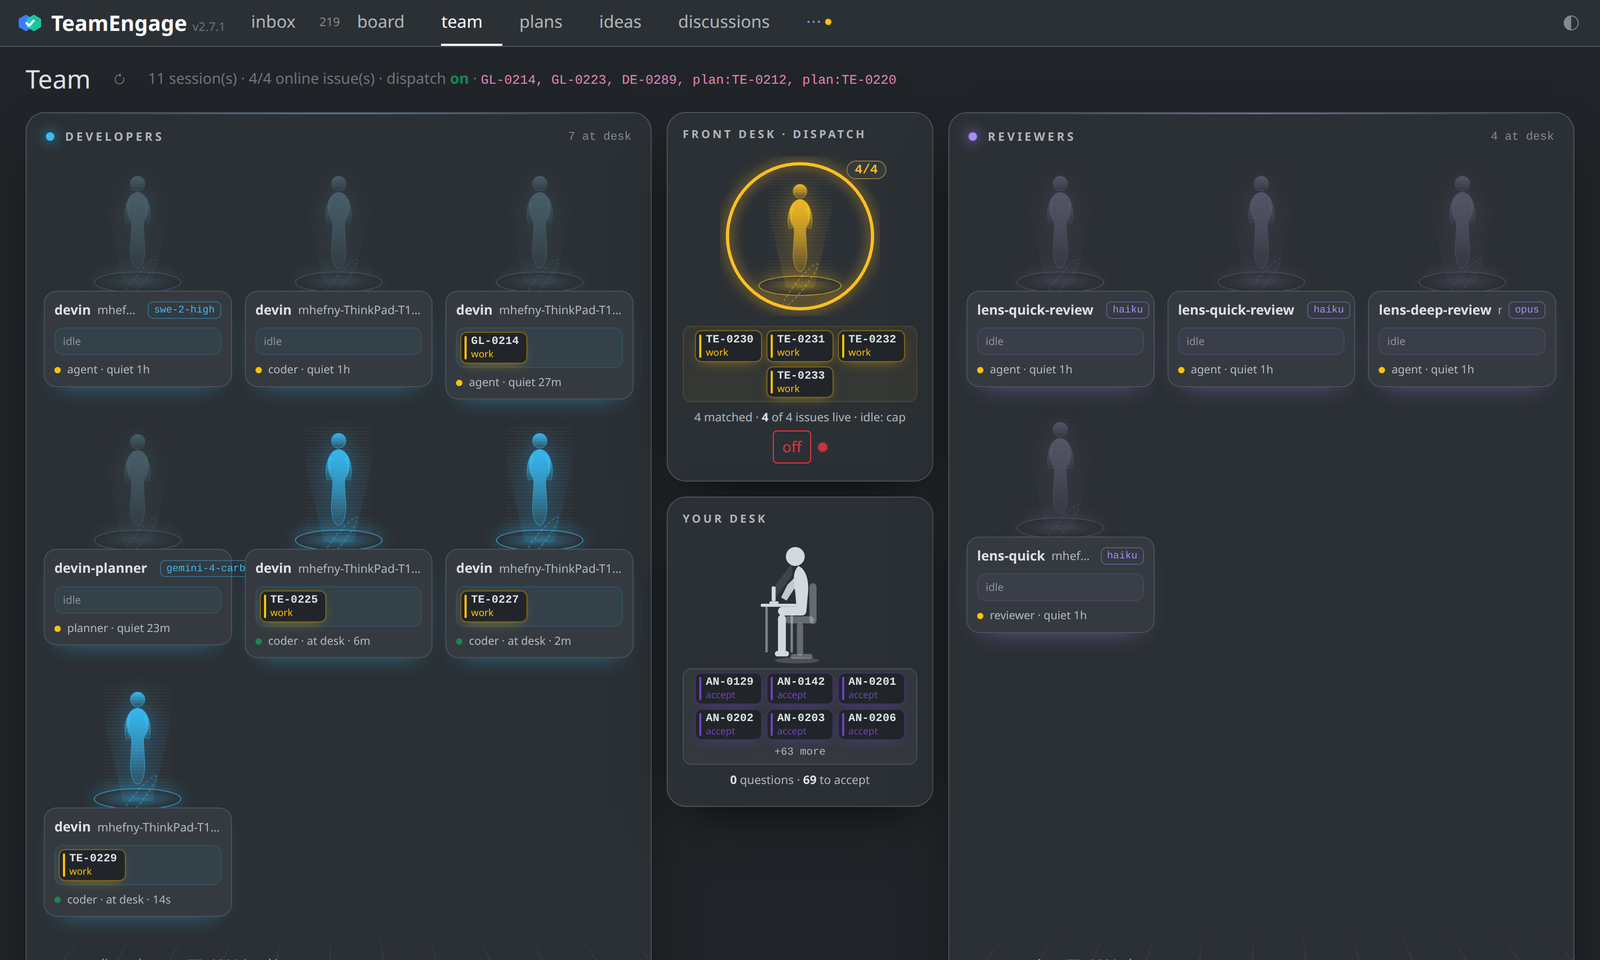 TeamEngage v2.7.1 inbox 219 board team plans ideas discussions ···
Team 11 session(s) · 4/4 online issue(s) · dispatch on · GL-0214, GL-0223, DE-0289, plan:TE-0212, plan:TE-0220
DEVELOPERS 7 at desk
devin mhef... swe-2-high
idle
agent · quiet 1h
devin mhefny-ThinkPad-T1...
idle
coder · quiet 1h
devin mhefny-ThinkPad-T1...
GL-0214
work
agent · quiet 27m
devin-planner gemini-4-carb
idle
planner · quiet 23m
devin mhefny-ThinkPad-T1...
TE-0225
work
coder · at desk · 6m
devin mhefny-ThinkPad-T1...
TE-0227
work
coder · at desk · 2m
devin mhefny-ThinkPad-T1...
TE-0229
work
coder · at desk · 14s
FRONT DESK · DISPATCH
4/4
TE-0230 TE-0231 TE-0232
work work work
TE-0233
work
4 matched · 4 of 4 issues live · idle: cap
off
YOUR DESK
AN-0129 AN-0142 AN-0201
accept accept accept
AN-0202 AN-0203 AN-0206
accept accept accept
+63 more
0 questions · 69 to accept
REVIEWERS 4 at desk
lens-quick-review haiku
idle
agent · quiet 1h
lens-quick-review haiku
idle
agent · quiet 1h
lens-deep-review r opus
idle
agent · quiet 1h
lens-quick mhef... haiku
idle
reviewer · quiet 1h